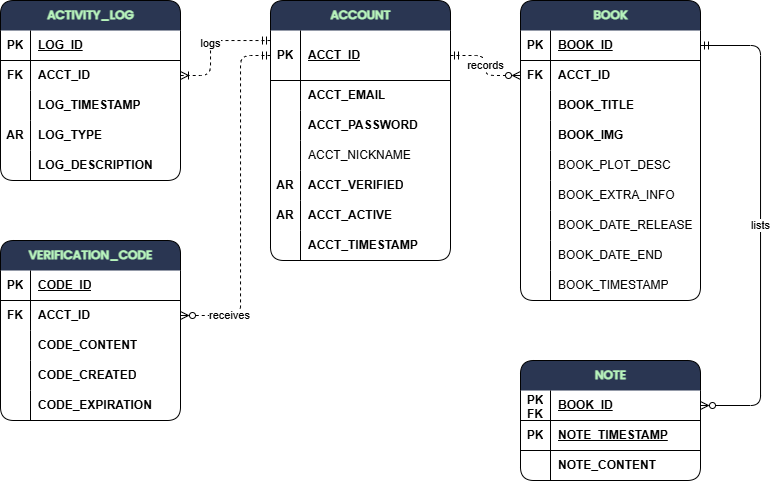 ACTIVITY_LOG
PK LOG_ID
FK ACCT_ID
LOG_TIMESTAMP
AR LOG_TYPE
LOG_DESCRIPTION
logs
ACCOUNT
PK ACCT_ID
ACCT_EMAIL
ACCT_PASSWORD
ACCT_NICKNAME
AR ACCT_VERIFIED
AR ACCT_ACTIVE
ACCT_TIMESTAMP
records
BOOK
PK BOOK_ID
FK ACCT_ID
BOOK_TITLE
BOOK_IMG
BOOK_PLOT_DESC
BOOK_EXTRA_INFO
BOOK_DATE_RELEASE
BOOK_DATE_END
BOOK_TIMESTAMP
lists
VERIFICATION_CODE
PK CODE_ID
FK ACCT_ID
CODE_CONTENT
CODE_CREATED
CODE_EXPIRATION
receives
NOTE
PK
FK BOOK_ID
PK NOTE_TIMESTAMP
NOTE_CONTENT